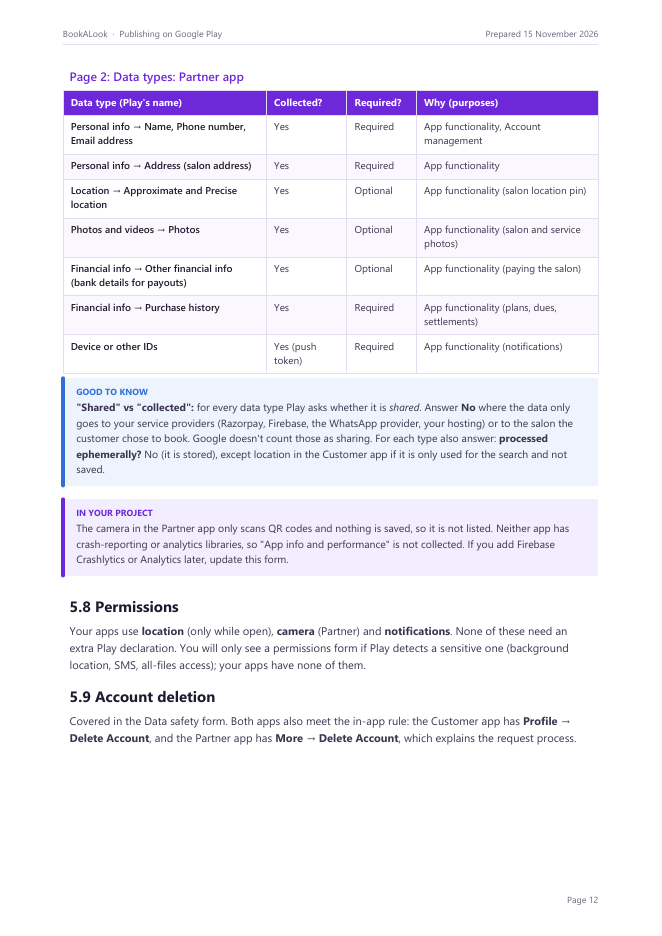 BookALook · Publishing on Google Play Prepared 15 November 2026
Page 2: Data types: Partner app
Data type (Play's name) Collected? Required? Why (purposes)
Personal info → Name, Phone number, Yes Required App functionality, Account
Email address management
Personal info → Address (salon address) Yes Required App functionality
Location → Approximate and Precise Yes Optional App functionality (salon location pin)
location
Photos and videos → Photos Yes Optional App functionality (salon and service
photos)
Financial info → Other financial info Yes Optional App functionality (paying the salon)
(bank details for payouts)
Financial info → Purchase history Yes Required App functionality (plans, dues,
settlements)
Device or other IDs Yes (push Required App functionality (notifications)
token)
GOOD TO KNOW
"Shared" vs "collected": for every data type Play asks whether it is shared. Answer No where the data only
goes to your service providers (Razorpay, Firebase, the WhatsApp provider, your hosting) or to the salon the
customer chose to book. Google doesn't count those as sharing. For each type also answer: processed
ephemerally? No (it is stored), except location in the Customer app if it is only used for the search and not
saved.
IN YOUR PROJECT
The camera in the Partner app only scans QR codes and nothing is saved, so it is not listed. Neither app has
crash-reporting or analytics libraries, so "App info and performance" is not collected. If you add Firebase
Crashlytics or Analytics later, update this form.
5.8 Permissions
Your apps use location (only while open), camera (Partner) and notifications. None of these need an
extra Play declaration. You will only see a permissions form if Play detects a sensitive one (background
location, SMS, all-files access); your apps have none of them.
5.9 Account deletion
Covered in the Data safety form. Both apps also meet the in-app rule: the Customer app has Profile →
Delete Account, and the Partner app has More → Delete Account, which explains the request process.
Page 12